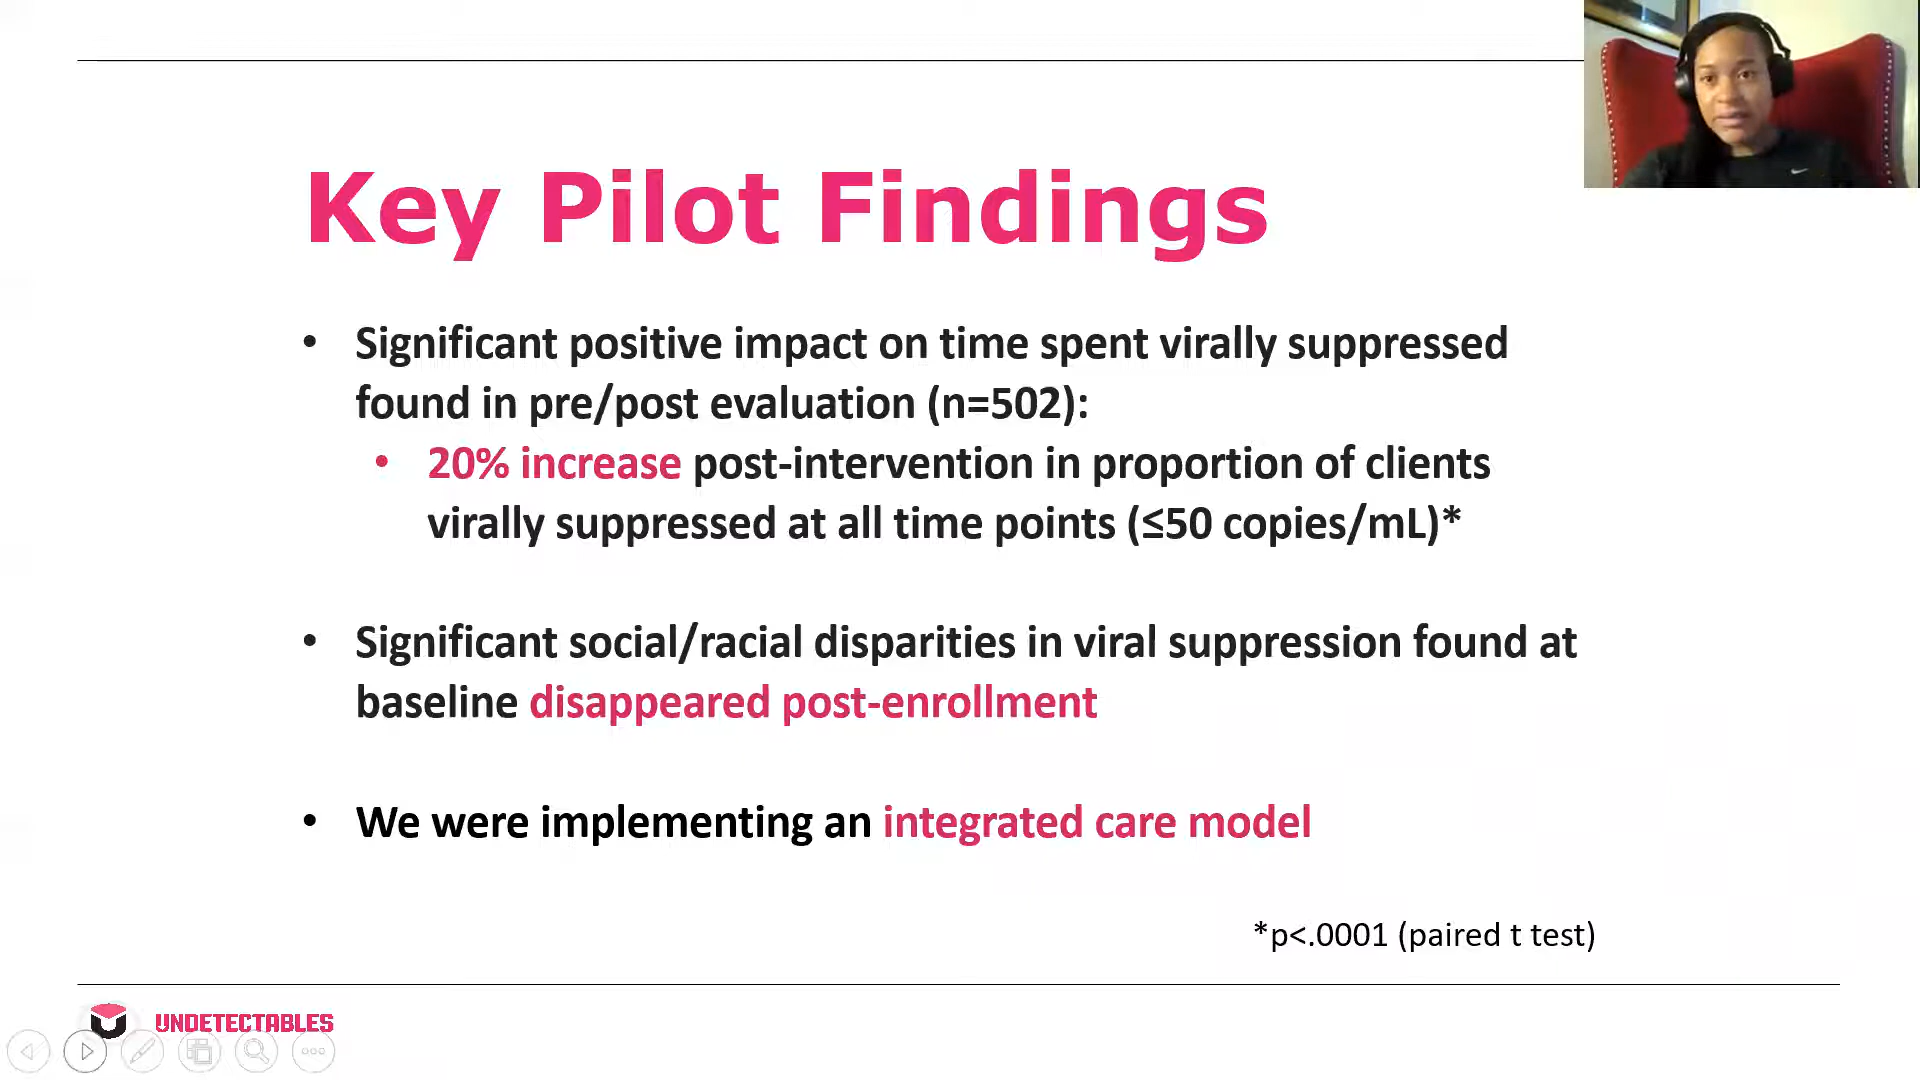 Key Pilot Findings
• Significant positive impact on time spent virally suppressed
found in pre/post evaluation (n=502):
• 20% increase post-intervention in proportion of clients
virally suppressed at all time points (≤50 copies/mL)*
• Significant social/racial disparities in viral suppression found at
baseline disappeared post-enrollment
• We were implementing an integrated care model
*p<.0001 (paired t test)
UNDETECTABLES